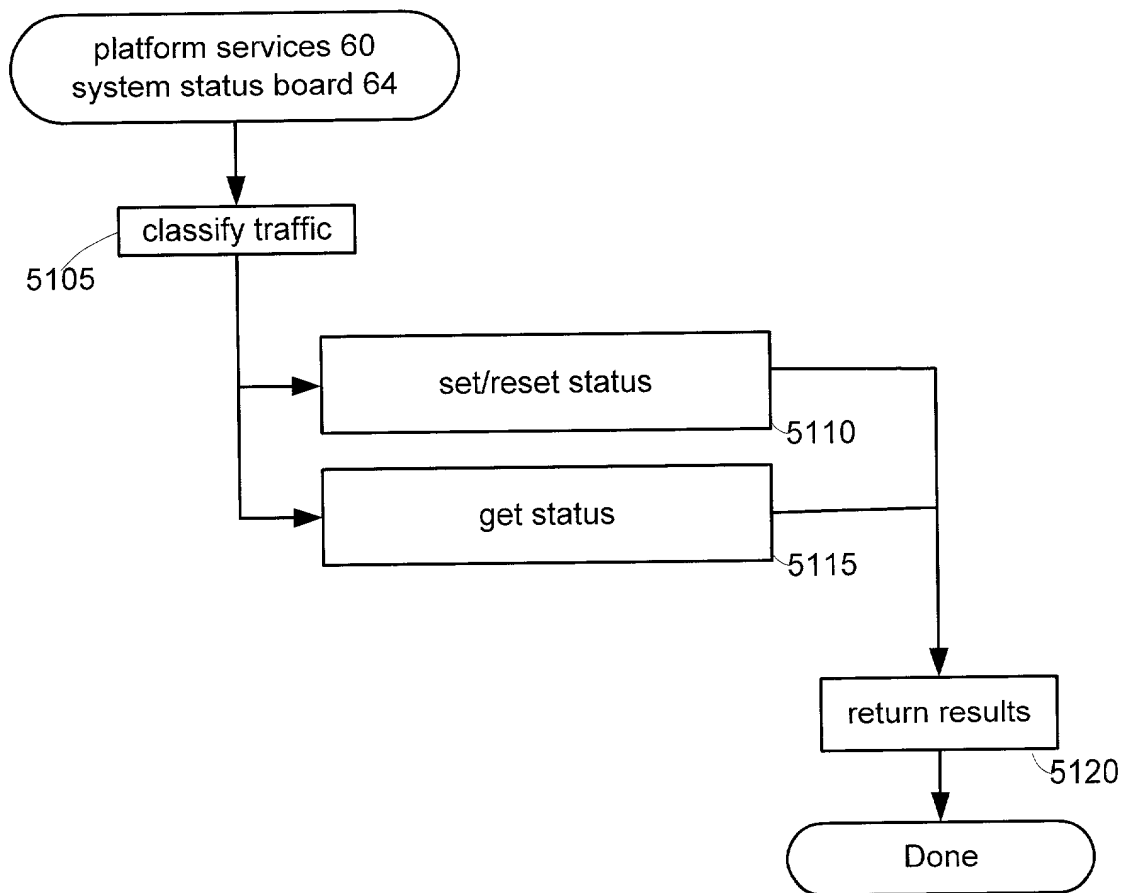 platform services 60
system status board 64
classify traffic
5105
set/reset status
5110
get status
5115
return results
5120
Done